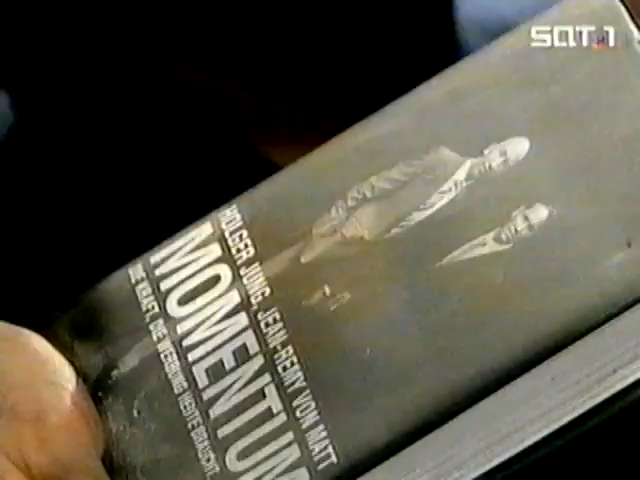 SAT.1
HOLGER JUNG, JEAN-REMY VON MATT
MOMENTUM
DIE KRAFT, DIE WERBUNG HEUTE BRAUCHT.